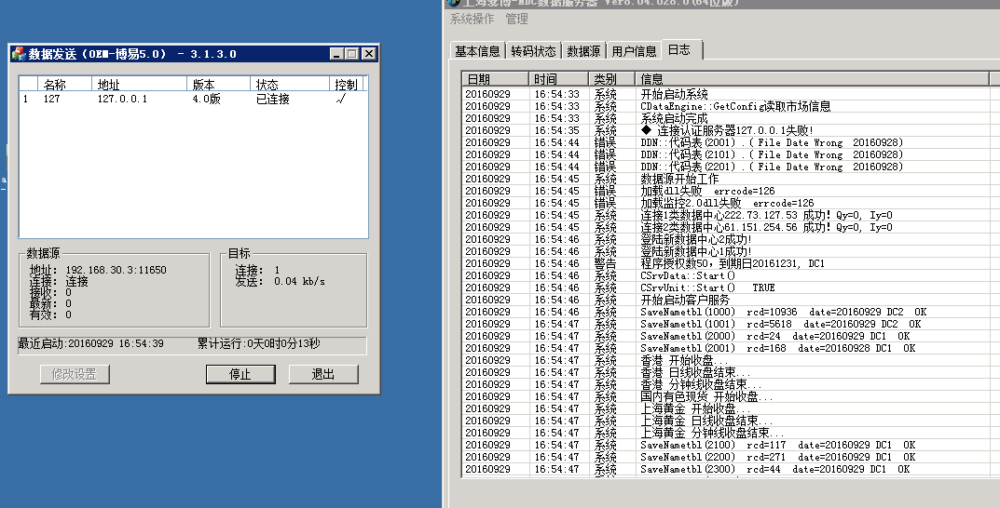 数据发送（OEM-博易5.0） - 3.1.3.0
名称 地址 版本 状态 控制
1 127 127.0.0.1 4.0版 已连接 √
数据源
地址: 192.168.30.3:11650
连接: 连接
接收: 0
最新: 0
有效: 0
目标
连接: 1
发送: 0.04 kb/s
最近启动:20160929 16:54:39 累计运行:0天0时0分13秒
修改设置 停止 退出
系统操作 管理
基本信息 转码状态 数据源 用户信息 日志
日期 时间 类别 信息
20160929 16:54:33 系统 开始启动系统
20160929 16:54:33 系统 CDataEngine::GetConfig读取市场信息
20160929 16:54:33 系统 系统启动完成
20160929 16:54:35 系统 ◆ 连接认证服务器127.0.0.1失败!
20160929 16:54:44 错误 DDN::代码表(2001) .( File Date Wrong 20160928)
20160929 16:54:44 错误 DDN::代码表(2101) .( File Date Wrong 20160928)
20160929 16:54:44 错误 DDN::代码表(2201) .( File Date Wrong 20160928)
20160929 16:54:45 系统 数据源开始工作
20160929 16:54:45 错误 加载dll失败 errcode=126
20160929 16:54:45 错误 加载监控2.0dll失败 errcode=126
20160929 16:54:45 系统 连接1类数据中心222.73.127.53 成功! Qy=0, Iy=0
20160929 16:54:45 系统 连接2类数据中心61.151.254.56 成功! Qy=0, Iy=0
20160929 16:54:46 系统 登陆新数据中心2成功!
20160929 16:54:46 系统 登陆新数据中心1成功!
20160929 16:54:46 警告 程序授权数50，到期日20161231, DC1
20160929 16:54:46 系统 CSrvData::Start()
20160929 16:54:46 系统 CSrvUnit::Start() TRUE
20160929 16:54:46 系统 开始启动客户服务
20160929 16:54:46 系统 SaveNametbl(1000) rcd=10936 date=20160929 DC2 OK
20160929 16:54:47 系统 SaveNametbl(1001) rcd=5618 date=20160929 DC2 OK
20160929 16:54:47 系统 SaveNametbl(2000) rcd=24 date=20160929 DC1 OK
20160929 16:54:47 系统 SaveNametbl(2001) rcd=168 date=20160928 DC1 OK
20160929 16:54:47 系统 香港 开始收盘...
20160929 16:54:47 系统 香港 日线收盘结束...
20160929 16:54:47 系统 香港 分钟线收盘结束...
20160929 16:54:47 系统 国内有色现货 开始收盘...
20160929 16:54:47 系统 上海黄金 开始收盘...
20160929 16:54:47 系统 上海黄金 日线收盘结束...
20160929 16:54:47 系统 上海黄金 分钟线收盘结束...
20160929 16:54:47 系统 SaveNametbl(2100) rcd=117 date=20160929 DC1 OK
20160929 16:54:47 系统 SaveNametbl(2200) rcd=271 date=20160929 DC1 OK
20160929 16:54:47 系统 SaveNametbl(2300) rcd=44 date=20160929 DC1 OK